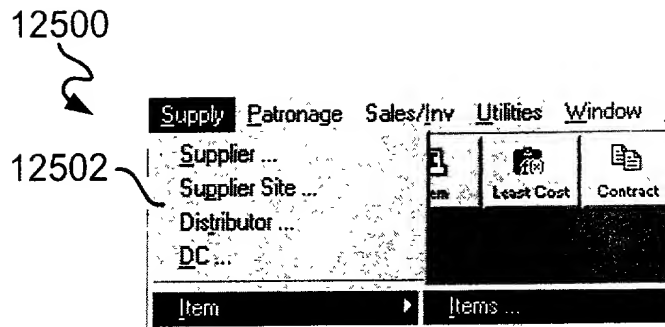 12500
Supply Patronage Sales/Inv Utilities Window
12502
Supplier ...
Supplier Site ...
Least Cost Contract
Distributor ...
DC ...
Item Items ...